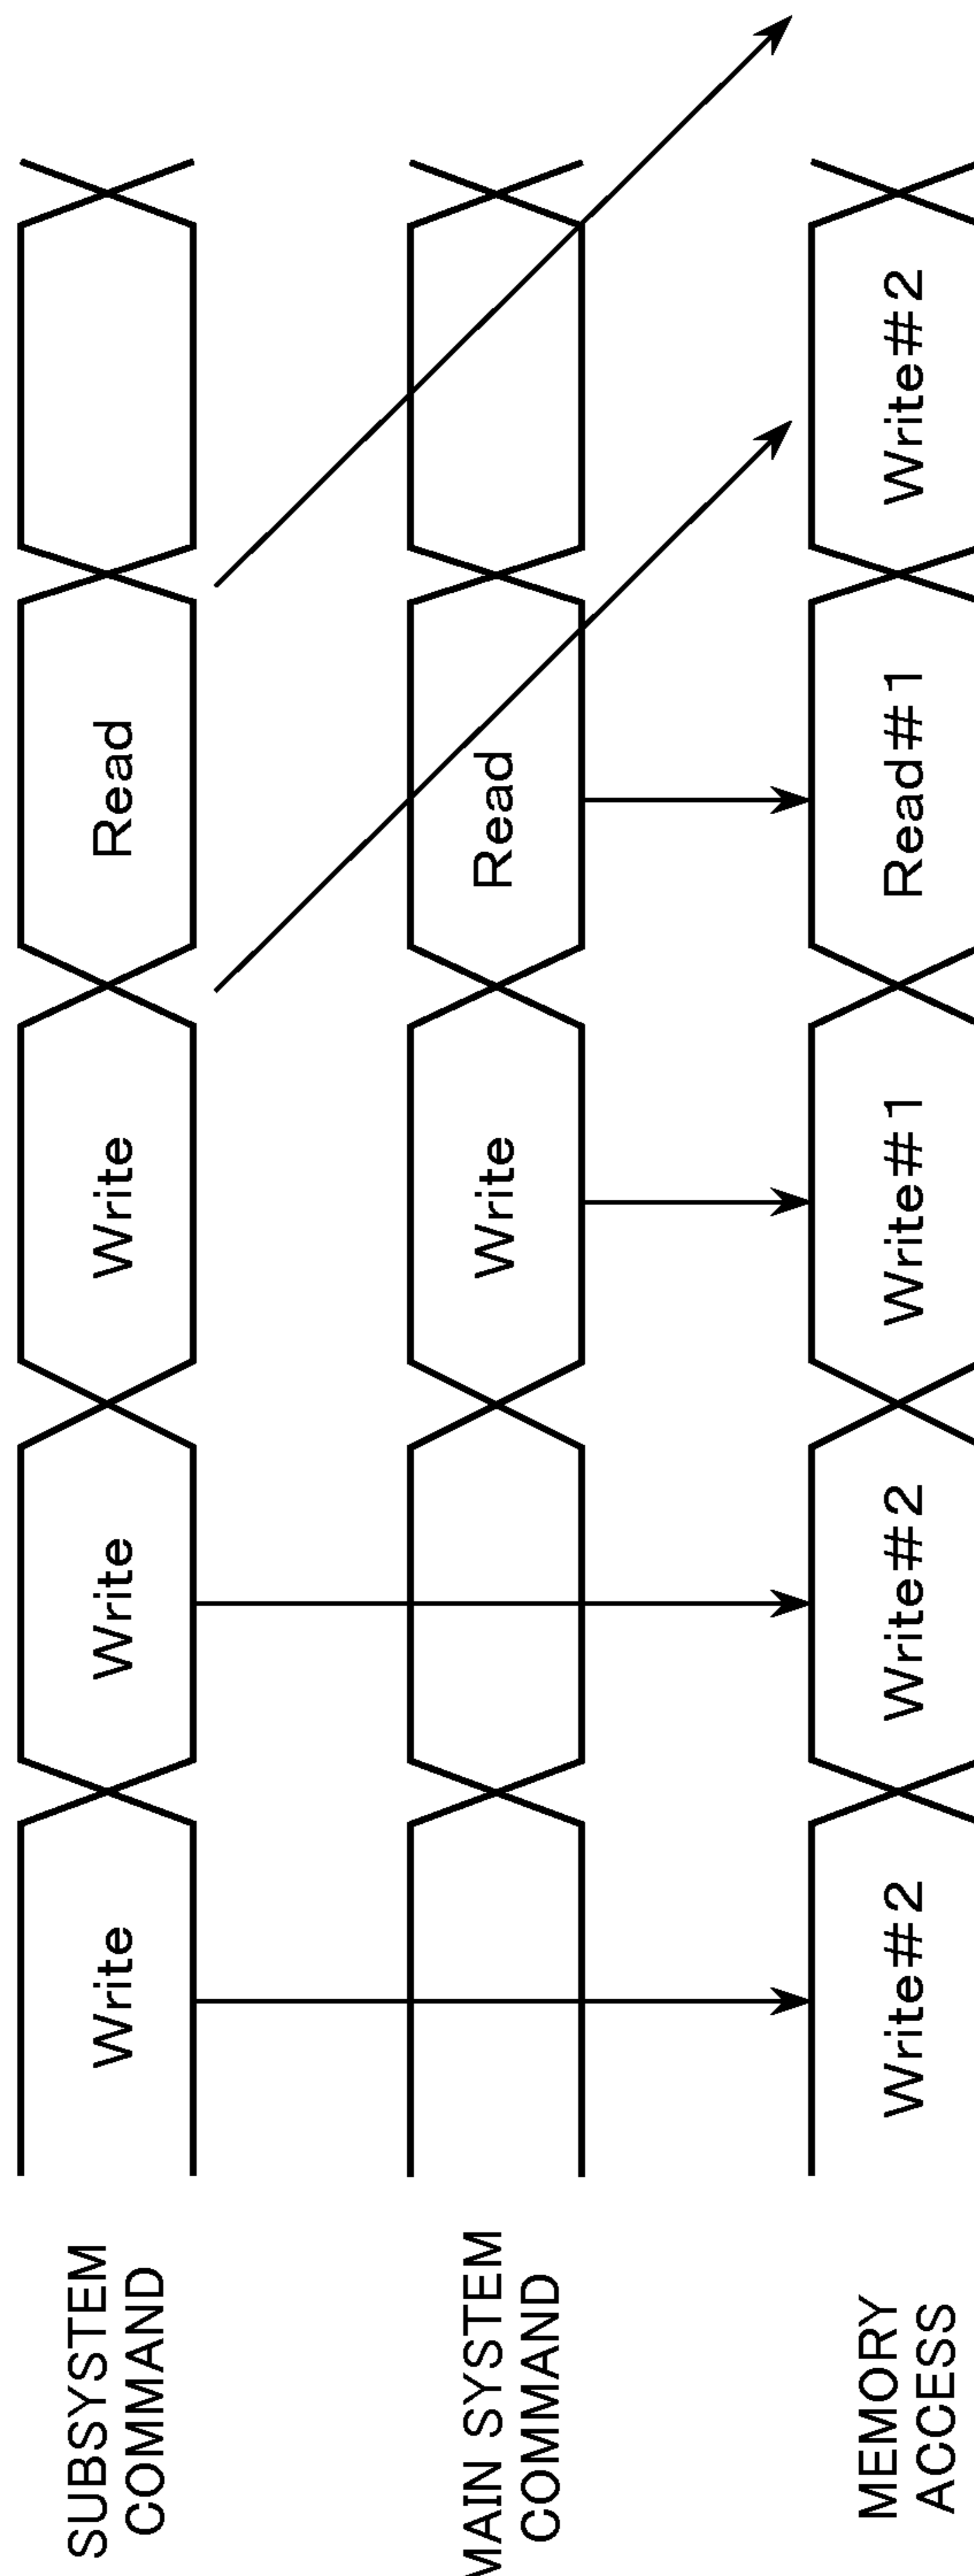 SUBSYSTEM
COMMAND
Write
Write
Write
Read
MAIN SYSTEM
COMMAND
Write
Read
MEMORY
ACCESS
Write#2
Write#2
Write#1
Read#1
Write#2